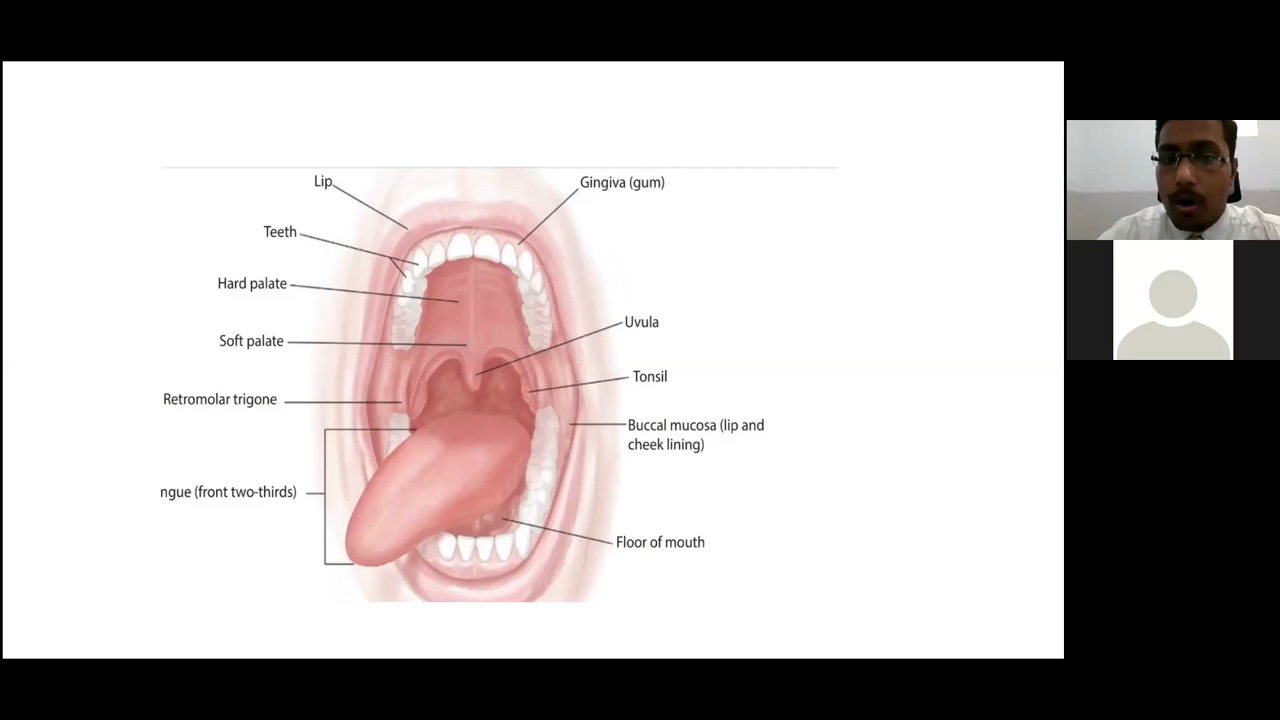 Lip
Gingiva (gum)
Teeth
Hard palate
Uvula
Soft palate
Tonsil
Retromolar trigone
Buccal mucosa (lip and
cheek lining)
ngue (front two-thirds)
Floor of mouth